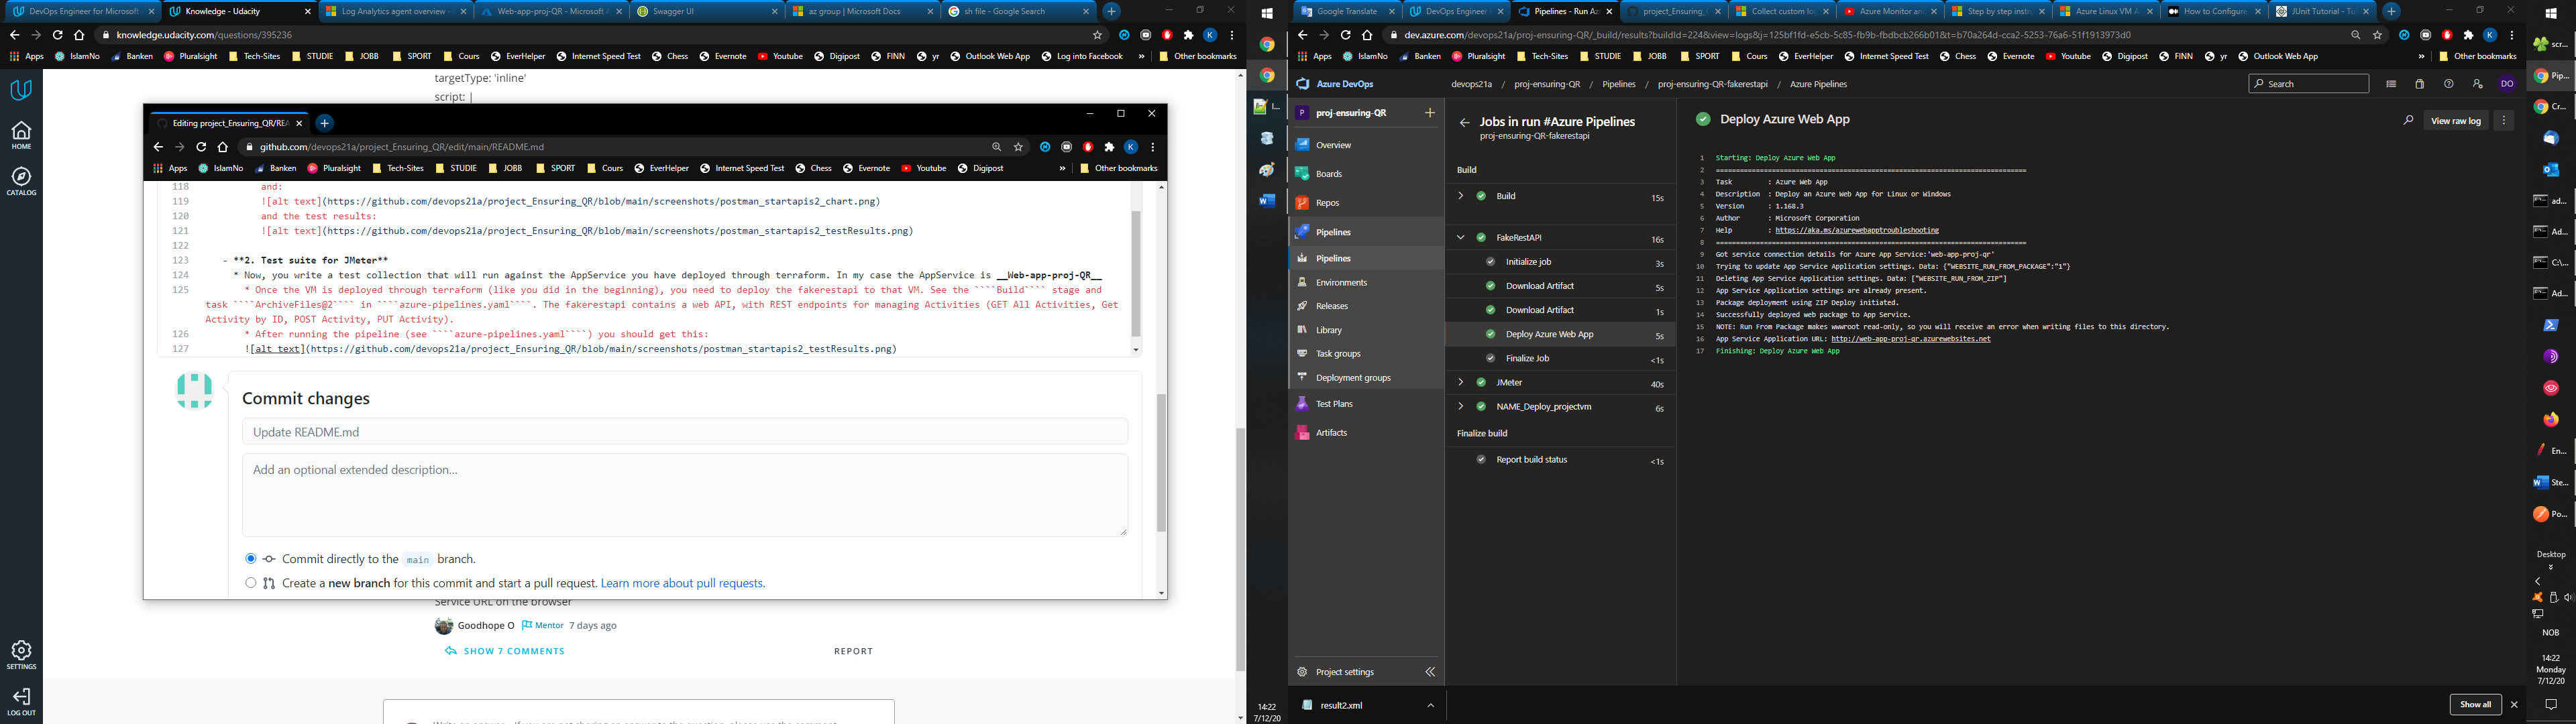 DevOps Engineer for Microsoft
Knowledge - Udacity
Log Analytics agent overview -
Web-app-proj-QR - Microsoft A
Swagger UI
az group | Microsoft Docs
sh file - Google Search
knowledge.udacity.com/questions/395236
Apps IslamNo Banken Pluralsight Tech-Sites STUDIE JOBB SPORT Cours EverHelper Internet Speed Test Chess Evernote Youtube Digipost FINN yr Outlook Web App Log into Facebook » Other bookmarks
HOME
CATALOG
SETTINGS
LOG OUT
targetType: 'inline'
script: |
Editing project_Ensuring_QR/REA
github.com/devops21a/project_Ensuring_QR/edit/main/README.md
Apps IslamNo Banken Pluralsight Tech-Sites STUDIE JOBB SPORT Cours EverHelper Internet Speed Test Chess Evernote Youtube Digipost » Other bookmarks
118 and:
119 ![alt text](https://github.com/devops21a/project_Ensuring_QR/blob/main/screenshots/postman_startapis2_chart.png)
120 and the test results:
121 ![alt text](https://github.com/devops21a/project_Ensuring_QR/blob/main/screenshots/postman_startapis2_testResults.png)
122
123 - **2. Test suite for JMeter**
124 * Now, you write a test collection that will run against the AppService you have deployed through terraform. In my case the AppService is __Web-app-proj-QR__
125 * Once the VM is deployed through terraform (like you did in the beginning), you need to deploy the fakerestapi to that VM. See the ````Build```` stage and
task ````ArchiveFiles@2```` in ````azure-pipelines.yaml````. The fakerestapi contains a web API, with REST endpoints for managing Activities (GET All Activities, Get
Activity by ID, POST Activity, PUT Activity).
126 * After running the pipeline (see ````azure-pipelines.yaml````) you should get this:
127 ![alt text](https://github.com/devops21a/project_Ensuring_QR/blob/main/screenshots/postman_startapis2_testResults.png)
Commit changes
Update README.md
Add an optional extended description...
Commit directly to the main branch.
Create a new branch for this commit and start a pull request. Learn more about pull requests.
Service URL on the browser
Goodhope O Mentor 7 days ago
SHOW 7 COMMENTS
REPORT
14:22
7/12/20
Google Translate
DevOps Engineer
Pipelines - Run Az
project_Ensuring_
Collect custom log
Azure Monitor an
Step by step instr
Azure Linux VM A
How to Configure
JUnit Tutorial - Tu
dev.azure.com/devops21a/proj-ensuring-QR/_build/results?buildId=224&view=logs&j=125bf1fd-e5cb-5c85-fb9b-fbdbcb266b01&t=b70a264d-cca2-5253-76a6-51f1913973d0
Apps IslamNo Banken Pluralsight Tech-Sites STUDIE JOBB SPORT Cours EverHelper Internet Speed Test Chess Evernote Youtube Digipost FINN yr Outlook Web App » Other bookmarks
Azure DevOps
devops21a / proj-ensuring-QR / Pipelines / proj-ensuring-QR-fakerestapi / Azure Pipelines
Search
DO
P proj-ensuring-QR
Overview
Boards
Repos
Pipelines
Pipelines
Environments
Releases
Library
Task groups
Deployment groups
Test Plans
Artifacts
Project settings
Jobs in run #Azure Pipelines
proj-ensuring-QR-fakerestapi
Build
Build 15s
FakeRestAPI 16s
Initialize job 3s
Download Artifact 5s
Download Artifact 1s
Deploy Azure Web App 5s
Finalize Job <1s
JMeter 40s
NAME_Deploy_projectvm 6s
Finalize build
Report build status <1s
Deploy Azure Web App
View raw log
1 Starting: Deploy Azure Web App
2 ==============================================================================
3 Task : Azure Web App
4 Description : Deploy an Azure Web App for Linux or Windows
5 Version : 1.168.3
6 Author : Microsoft Corporation
7 Help : https://aka.ms/azurewebapptroubleshooting
8 ==============================================================================
9 Got service connection details for Azure App Service:'web-app-proj-qr'
10 Trying to update App Service Application settings. Data: {"WEBSITE_RUN_FROM_PACKAGE":"1"}
11 Deleting App Service Application settings. Data: ["WEBSITE_RUN_FROM_ZIP"]
12 App Service Application settings are already present.
13 Package deployment using ZIP Deploy initiated.
14 Successfully deployed web package to App Service.
15 NOTE: Run From Package makes wwwroot read-only, so you will receive an error when writing files to this directory.
16 App Service Application URL: http://web-app-proj-qr.azurewebsites.net
17 Finishing: Deploy Azure Web App
result2.xml
Show all
scr...
Pip...
Cr...
ad...
Ad...
C:\...
Ad...
En...
Ste...
Po...
Desktop
NOB
14:22
Monday
7/12/20